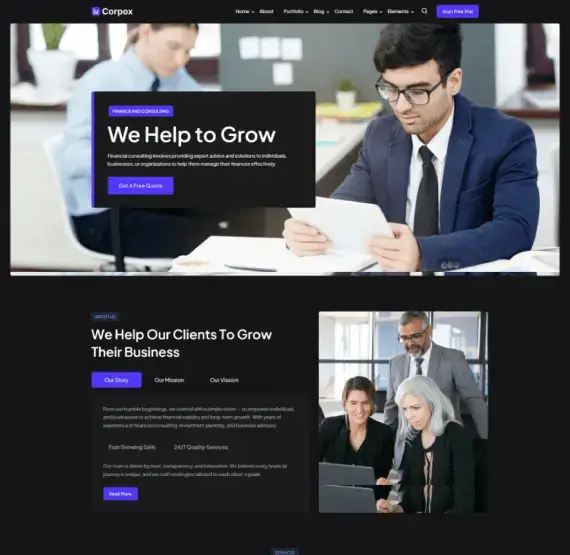 Corpox
Home About Portfolio Blog Contact Pages Elements Start Free Trial
FINANCE AND CONSULTING
We Help to Grow
Financial consulting involves providing expert advice and solutions to individuals,
businesses, or organizations to help them manage their finances effectively.
Get A Free Quote
ABOUT US
We Help Our Clients To Grow
Their Business
Our Story Our Mission Our Vission
From our humble beginnings, we started with a simple vision — to empower individuals
and businesses to achieve financial stability and long-term growth. With years of
experience in financial consulting, investment planning, and business advisory.
Fast Growing Sells 24/7 Quality Services
Our team is driven by trust, transparency, and innovation. We believe every financial
journey is unique, and we craft strategies tailored to each client's goals.
Read More
SERVICES